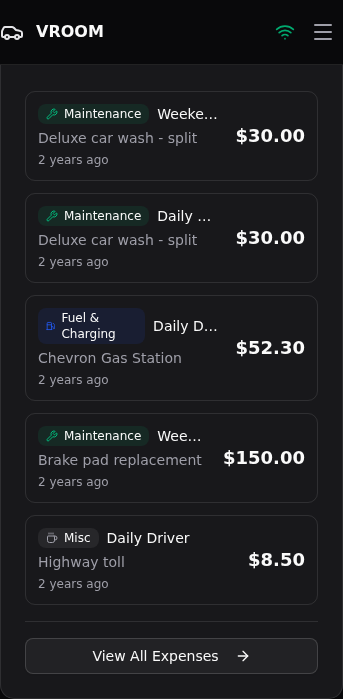 VROOM
Maintenance Weeke...
Deluxe car wash - split
$30.00
2 years ago
Maintenance Daily ...
Deluxe car wash - split
$30.00
2 years ago
Fuel &
Charging
Daily D...
$52.30
Chevron Gas Station
2 years ago
Maintenance Wee...
Brake pad replacement
$150.00
2 years ago
Misc Daily Driver
Highway toll
$8.50
2 years ago
View All Expenses